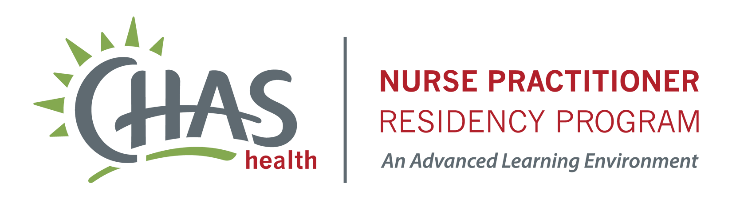 CHAS
health
NURSE PRACTITIONER
RESIDENCY PROGRAM
An Advanced Learning Environment